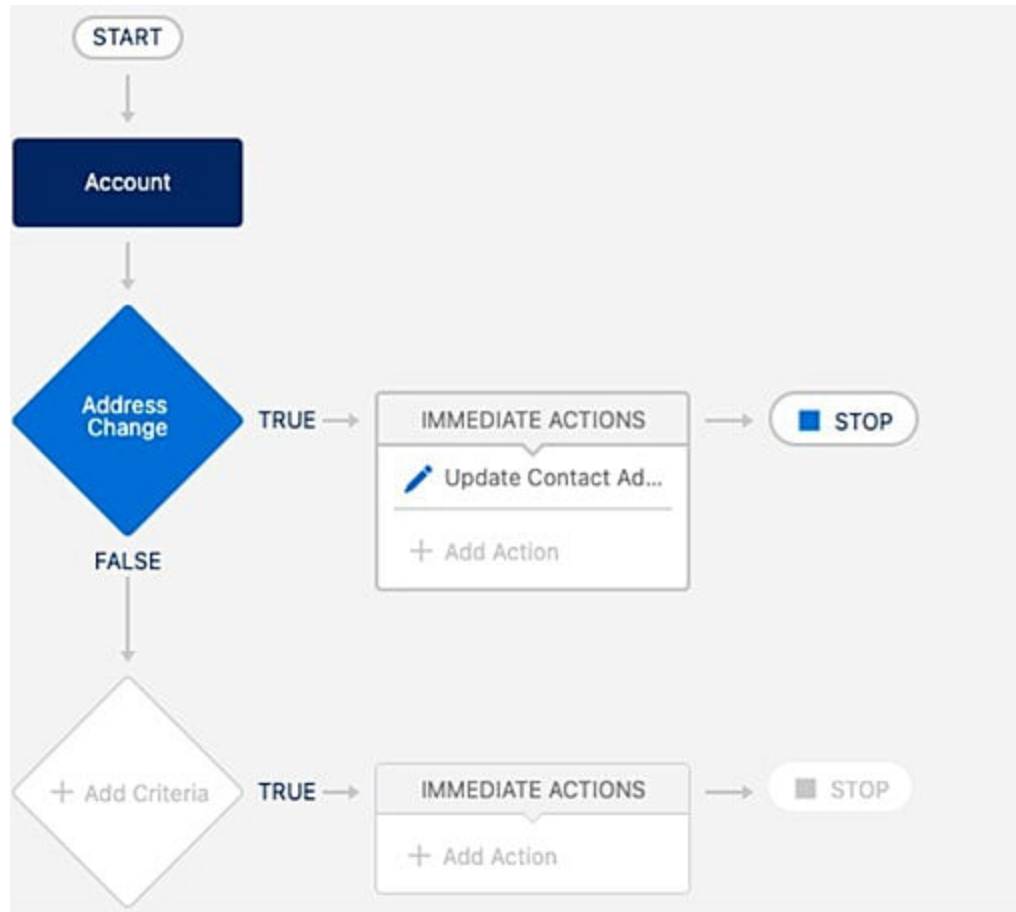 START
Account
Address
Change
TRUE
IMMEDIATE ACTIONS
STOP
Update Contact Ad...
+ Add Action
FALSE
+ Add Criteria
TRUE
IMMEDIATE ACTIONS
STOP
+ Add Action